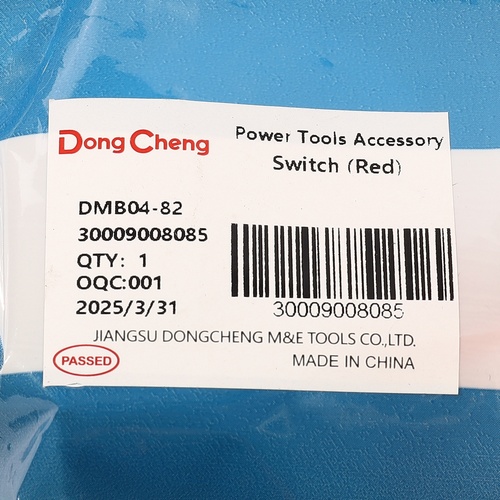 DongCheng
Power Tools Accessory
Switch (Red)
DMB04-82
30009008085
QTY: 1
OQC:001
2025/3/31
30009008085
JIANGSU DONGCHENG M&E TOOLS CO.,LTD.
PASSED
MADE IN CHINA